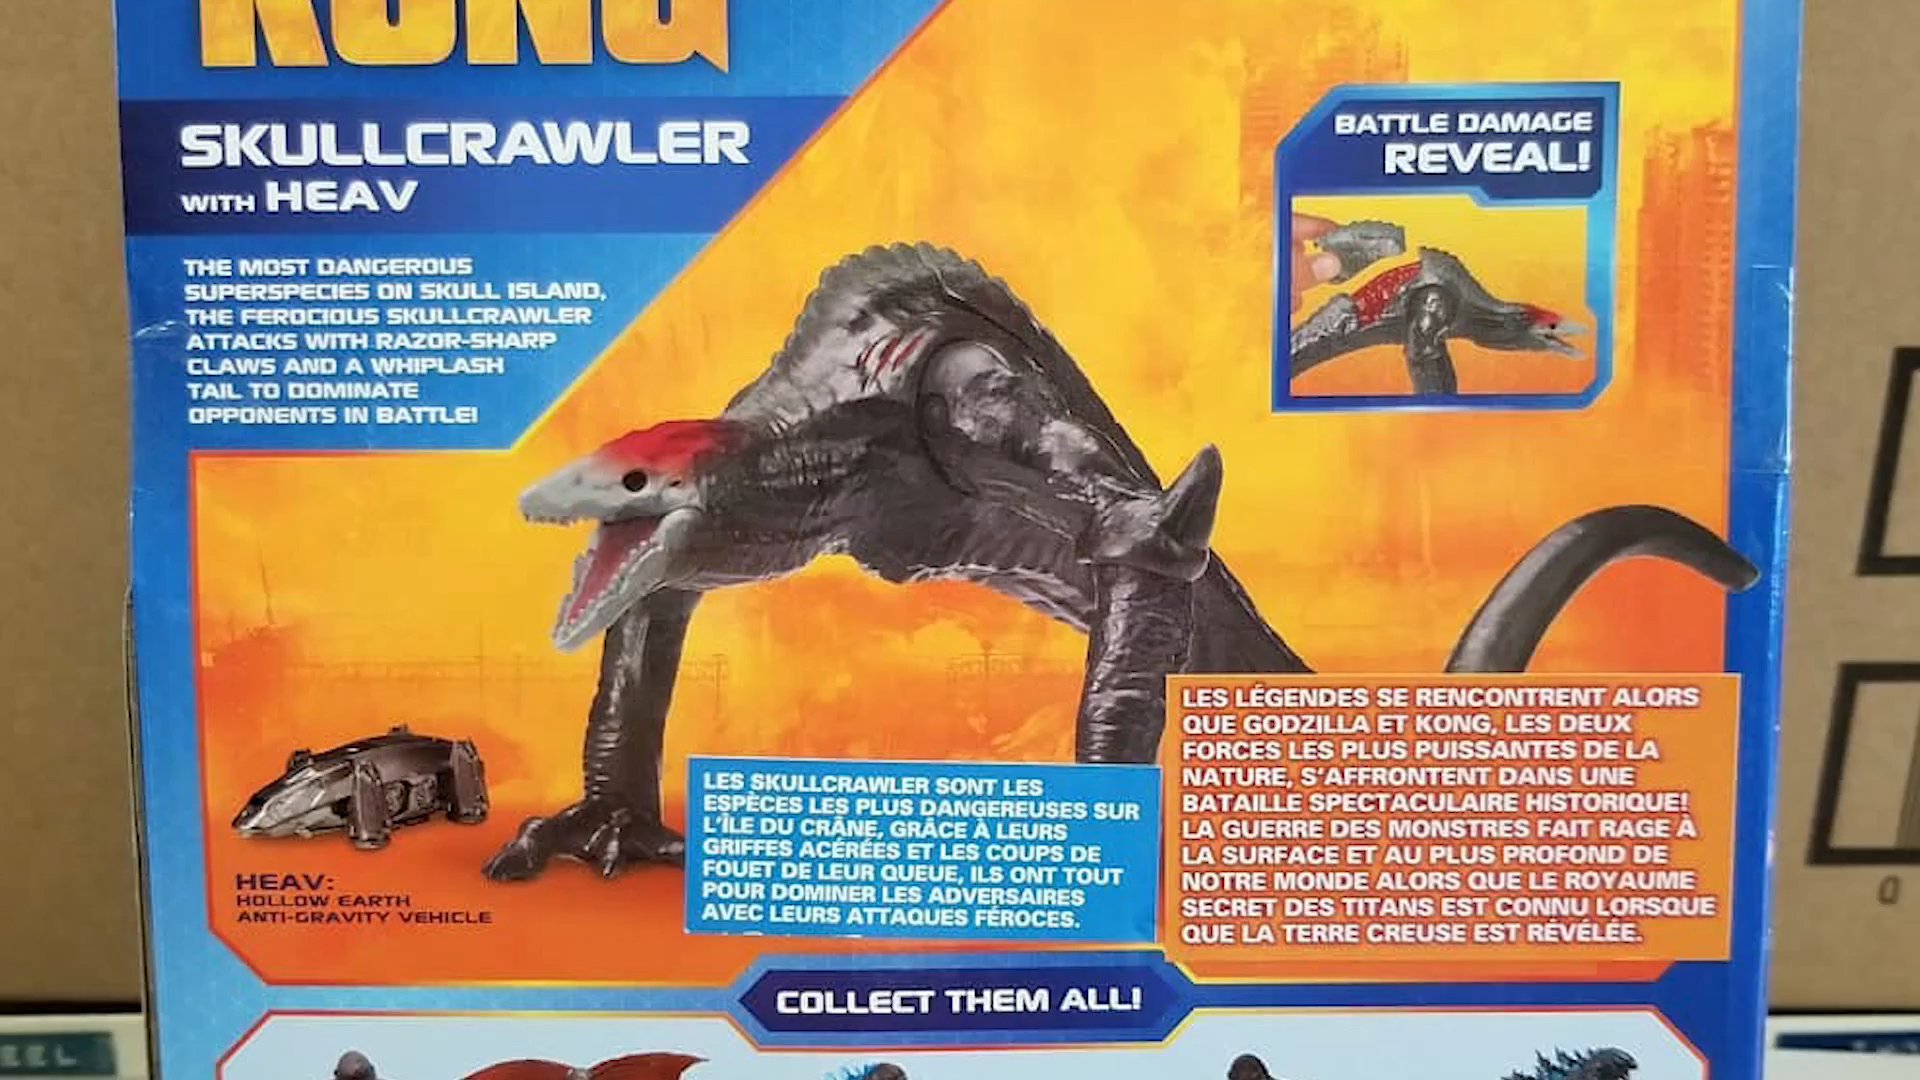 KONG
SKULLCRAWLER
WITH HEAV
THE MOST DANGEROUS
SUPERSPECIES ON SKULL ISLAND,
THE FEROCIOUS SKULLCRAWLER
ATTACKS WITH RAZOR-SHARP
CLAWS AND A WHIPLASH
TAIL TO DOMINATE
OPPONENTS IN BATTLE!
BATTLE DAMAGE
REVEAL!
HEAV:
HOLLOW EARTH
ANTI-GRAVITY VEHICLE
LES SKULLCRAWLER SONT LES
ESPÈCES LES PLUS DANGEREUSES SUR
L'ÎLE DU CRÂNE, GRÂCE À LEURS
GRIFFES ACÉRÉES ET LES COUPS DE
FOUET DE LEUR QUEUE, ILS ONT TOUT
POUR DOMINER LES ADVERSAIRES
AVEC LEURS ATTAQUES FÉROCES.
LES LÉGENDES SE RENCONTRENT ALORS
QUE GODZILLA ET KONG, LES DEUX
FORCES LES PLUS PUISSANTES DE LA
NATURE, S'AFFRONTENT DANS UNE
BATAILLE SPECTACULAIRE HISTORIQUE!
LA GUERRE DES MONSTRES FAIT RAGE À
LA SURFACE ET AU PLUS PROFOND DE
NOTRE MONDE ALORS QUE LE ROYAUME
SECRET DES TITANS EST CONNU LORSQUE
QUE LA TERRE CREUSE EST RÉVÉLÉE.
COLLECT THEM ALL!
0